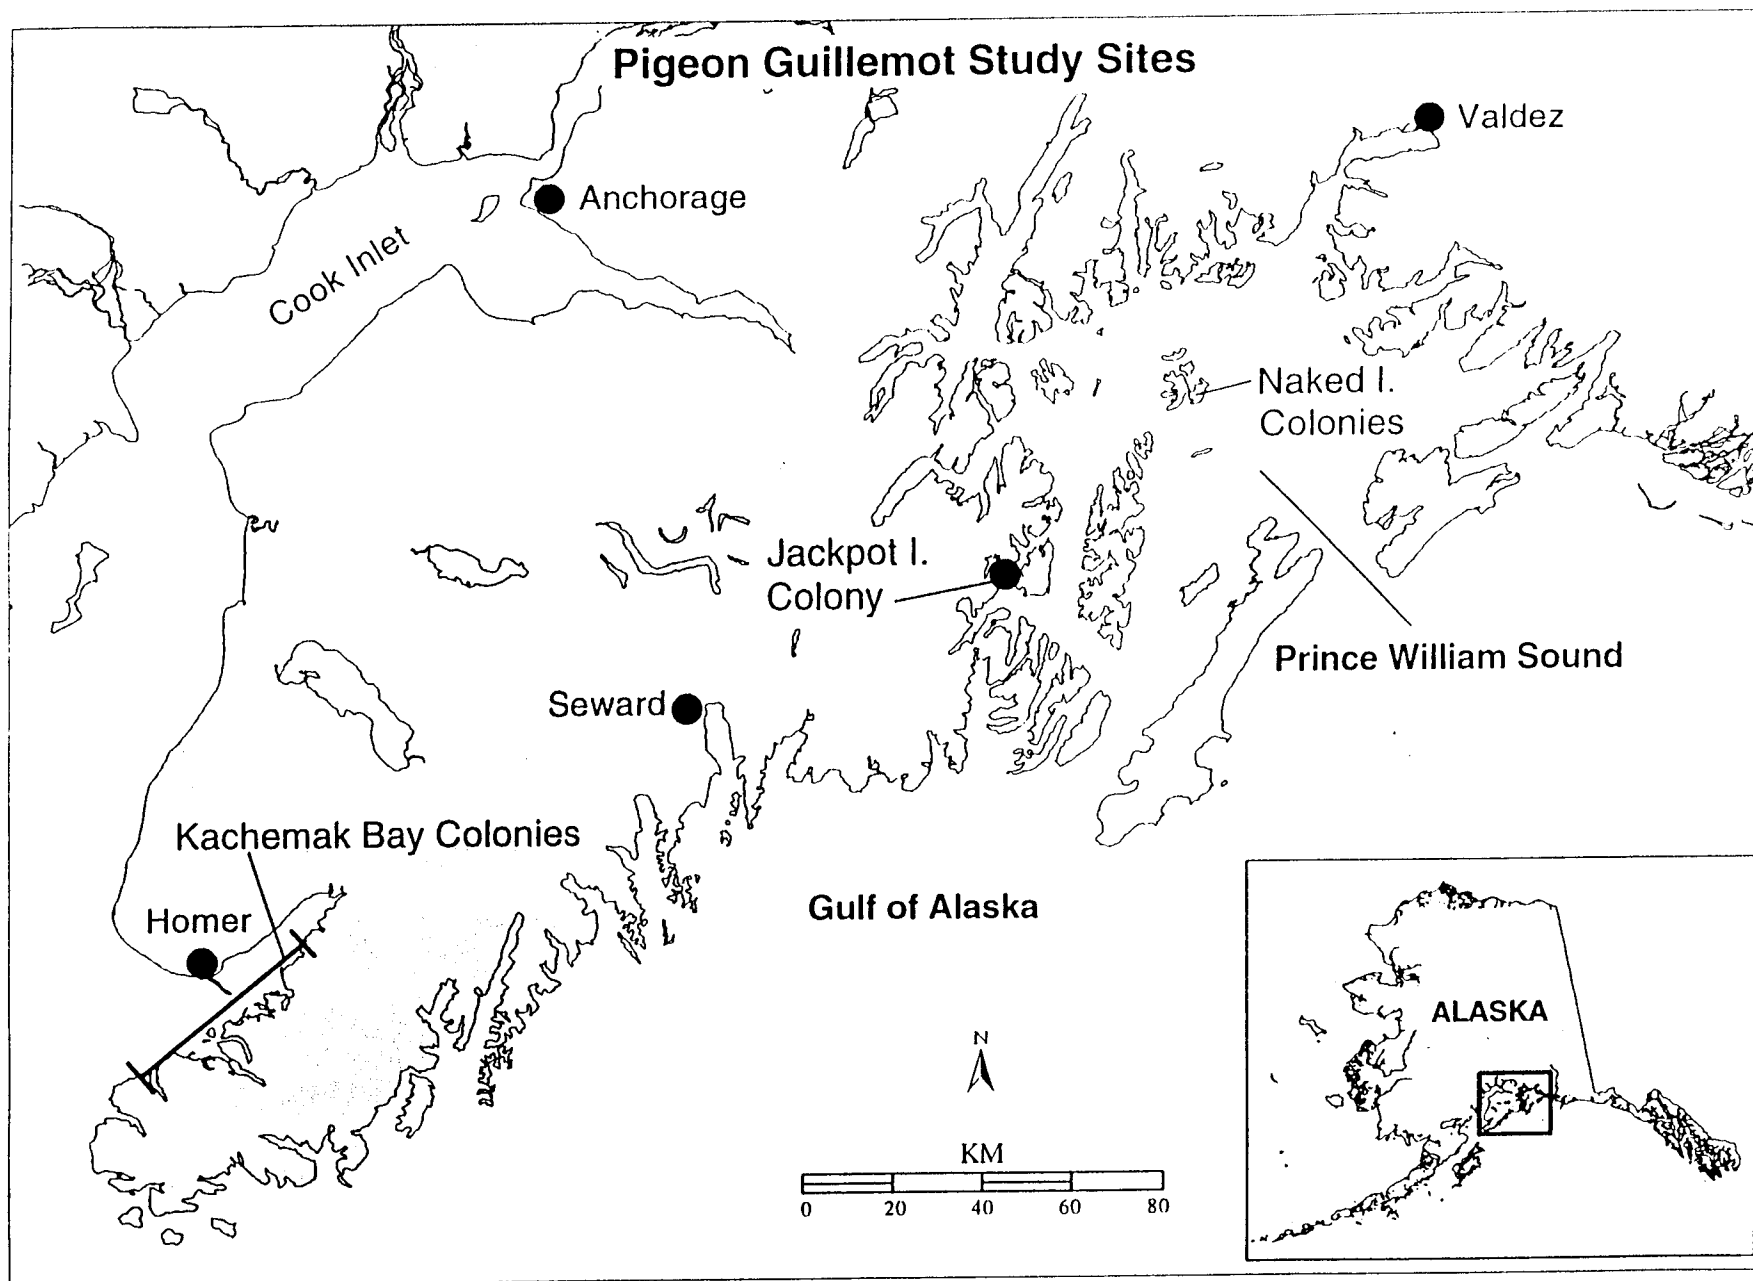 Pigeon Guillemot Study Sites
Valdez
Anchorage
Cook Inlet
Naked I.
Colonies
Jackpot I.
Colony
Prince William Sound
Seward
Kachemak Bay Colonies
Homer
Gulf of Alaska
ALASKA
N
KM
0 20 40 60 80